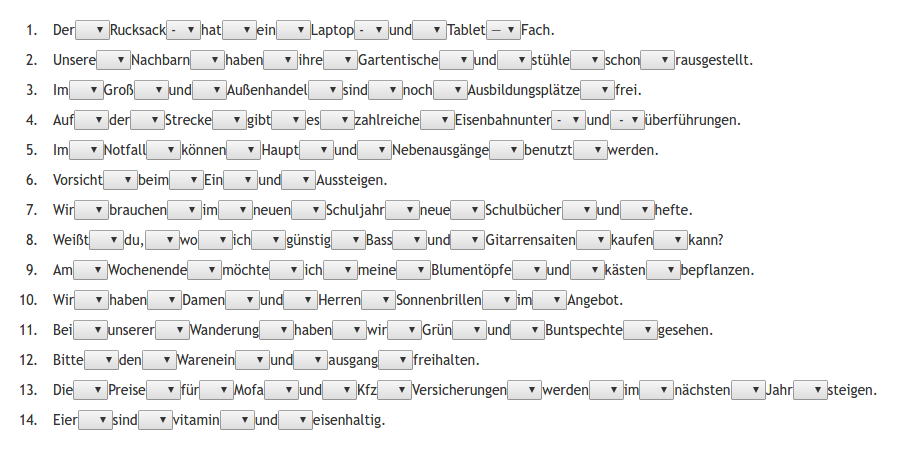 1. Der Rucksack - hat ein Laptop - und Tablet — Fach.
2. Unsere Nachbarn haben ihre Gartentische und stühle schon rausgestellt.
3. Im Groß und Außenhandel sind noch Ausbildungsplätze frei.
4. Auf der Strecke gibt es zahlreiche Eisenbahnunter - und - überführungen.
5. Im Notfall können Haupt und Nebenausgänge benutzt werden.
6. Vorsicht beim Ein und Aussteigen.
7. Wir brauchen im neuen Schuljahr neue Schulbücher und hefte.
8. Weißt du, wo ich günstig Bass und Gitarrensaiten kaufen kann?
9. Am Wochenende möchte ich meine Blumentöpfe und kästen bepflanzen.
10. Wir haben Damen und Herren Sonnenbrillen im Angebot.
11. Bei unserer Wanderung haben wir Grün und Buntspechte gesehen.
12. Bitte den Warenein und ausgang freihalten.
13. Die Preise für Mofa und Kfz Versicherungen werden im nächsten Jahr steigen.
14. Eier sind vitamin und eisenhaltig.